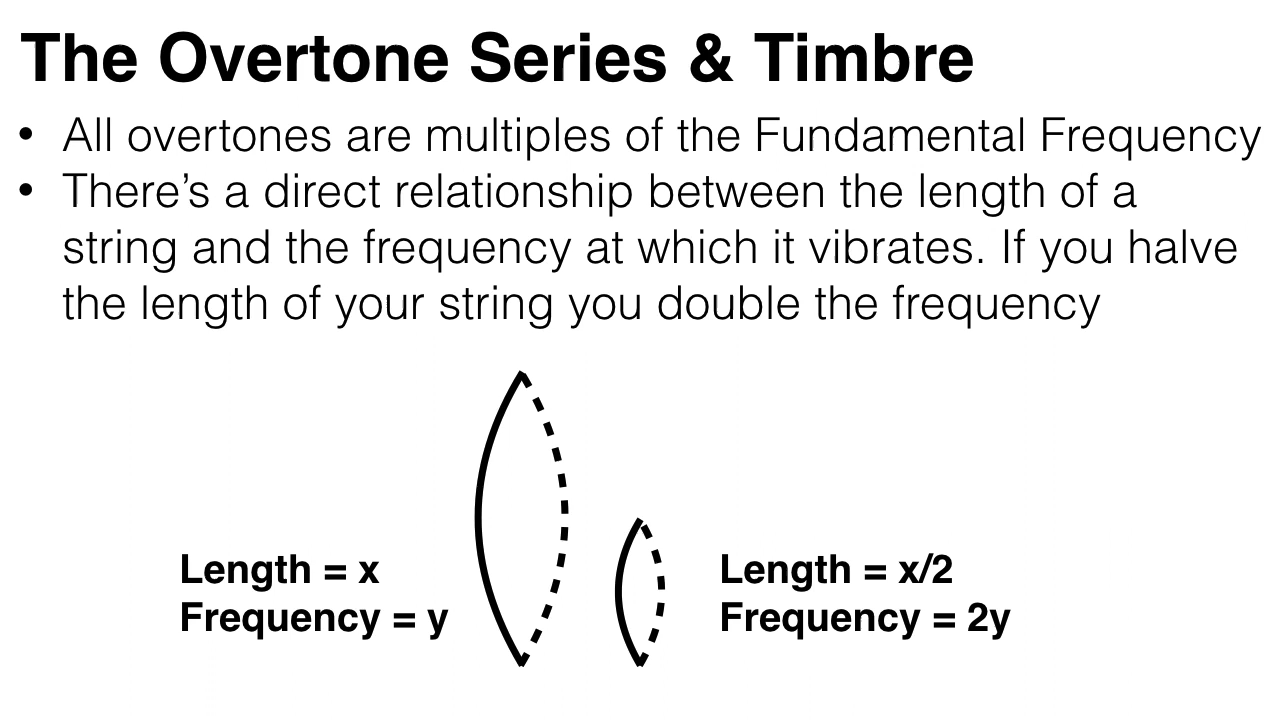 The Overtone Series & Timbre
• All overtones are multiples of the Fundamental Frequency
• There’s a direct relationship between the length of a
string and the frequency at which it vibrates. If you halve
the length of your string you double the frequency
Length = x
Frequency = y
Length = x/2
Frequency = 2y